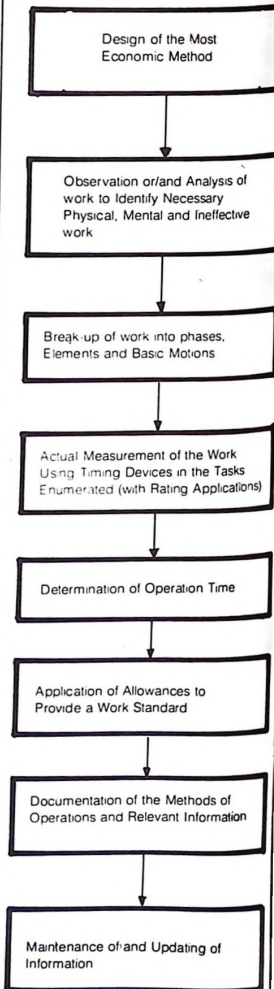 Design of the Most
Economic Method
Observation or/and Analysis of
work to Identify Necessary
Physical, Mental and Ineffective
work
Break-up of work into phases,
Elements and Basic Motions
Actual Measurement of the Work
Using Timing Devices in the Tasks
Enumerated (with Rating Applications)
Determination of Operation Time
Application of Allowances to
Provide a Work Standard
Documentation of the Methods of
Operations and Relevant Information
Maintenance of and Updating of
Information